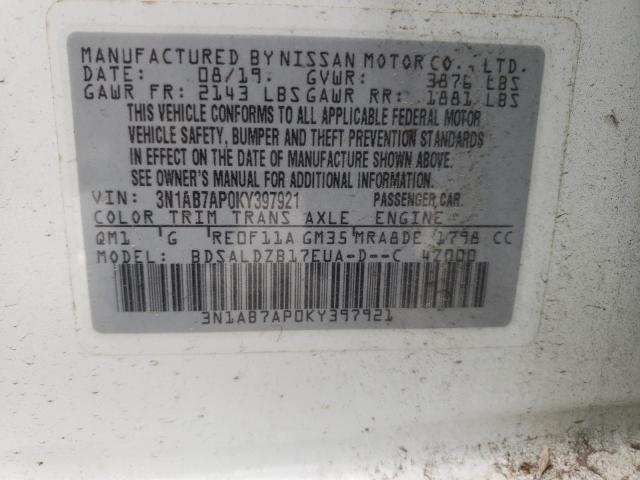 MANUFACTURED BY NISSAN MOTOR CO., LTD.
DATE: 08/19. GVWR: 3876 LBS
GAWR FR: 2143 LBS GAWR RR: 1881 LBS
THIS VEHICLE CONFORMS TO ALL APPLICABLE FEDERAL MOTOR
VEHICLE SAFETY, BUMPER AND THEFT PREVENTION STANDARDS
IN EFFECT ON THE DATE OF MANUFACTURE SHOWN ABOVE.
SEE OWNER'S MANUAL FOR ADDITIONAL INFORMATION.
VIN: 3N1AB7AP0KY397921 PASSENGER CAR.
COLOR TRIM TRANS AXLE ENGINE
QM1 G RE0F11A GM35 MRA8DE 1798 CC
MODEL: BDSALDZB17EUA-D--C 4Z000
3N1AB7AP0KY397921